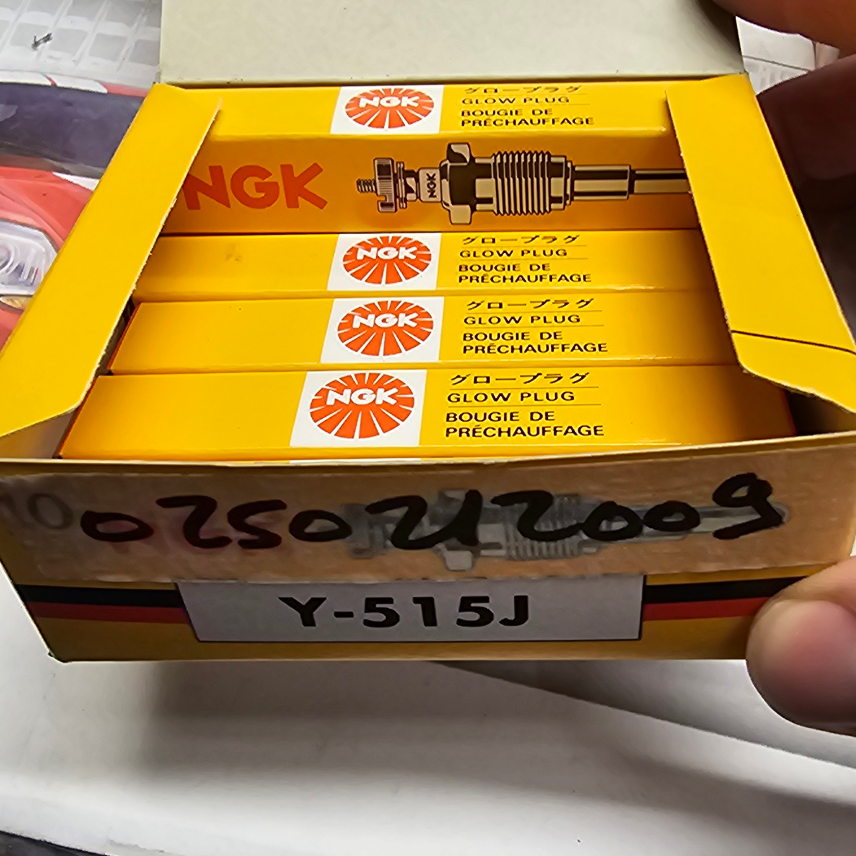 NGK
グロープラグ
GLOW PLUG
BOUGIE DE
PRÉCHAUFFAGE
NGK
NGK
NGK
グロープラグ
GLOW PLUG
BOUGIE DE
PRÉCHAUFFAGE
NGK
グロープラグ
GLOW PLUG
BOUGIE DE
PRÉCHAUFFAGE
NGK
グロープラグ
GLOW PLUG
BOUGIE DE
PRÉCHAUFFAGE
10
0250212009
Y-515J